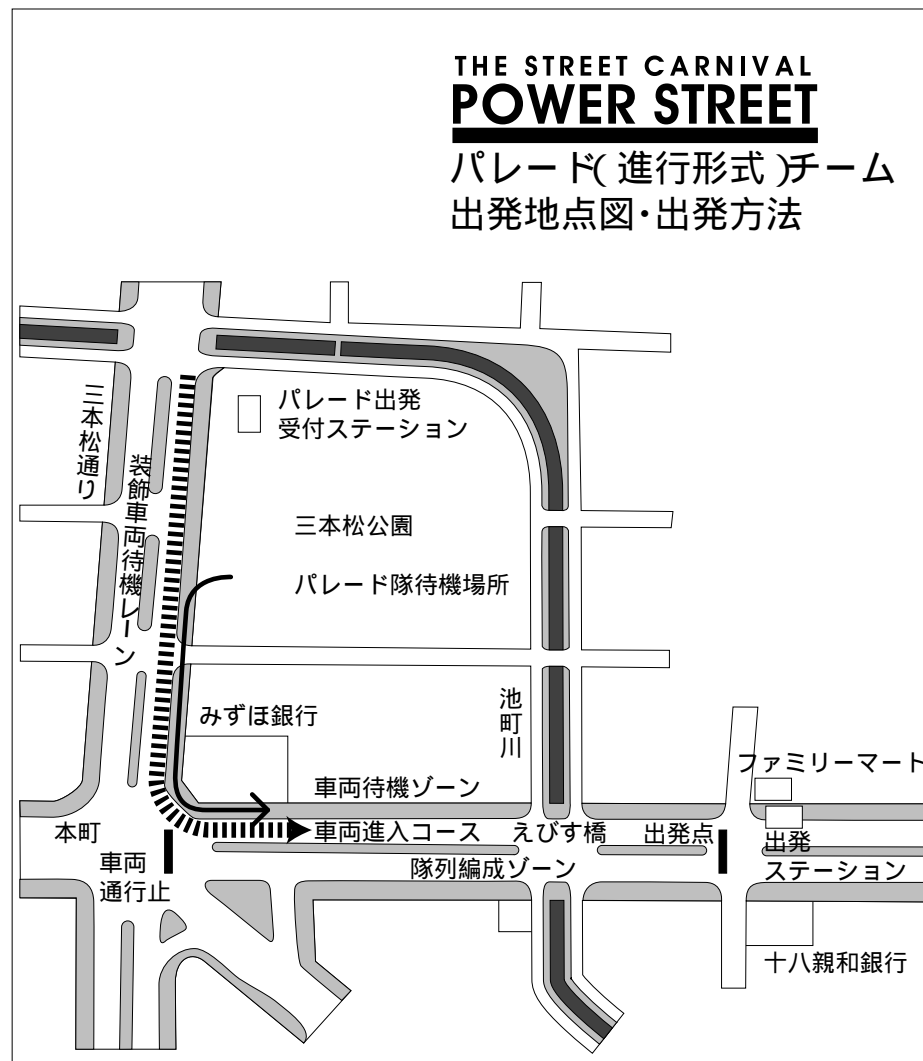 THE STREET CARNIVAL
POWER STREET
パレード(進行形式)チーム
出発地点図・出発方法
三本松通り
装飾車両待機レーン
パレード出発
受付ステーション
三本松公園
パレード隊待機場所
みずほ銀行
池町川
ファミリーマート
車両待機ゾーン
本町
車両進入コース
えびす橋
出発点
出発
ステーション
車両
通行止
隊列編成ゾーン
十八親和銀行